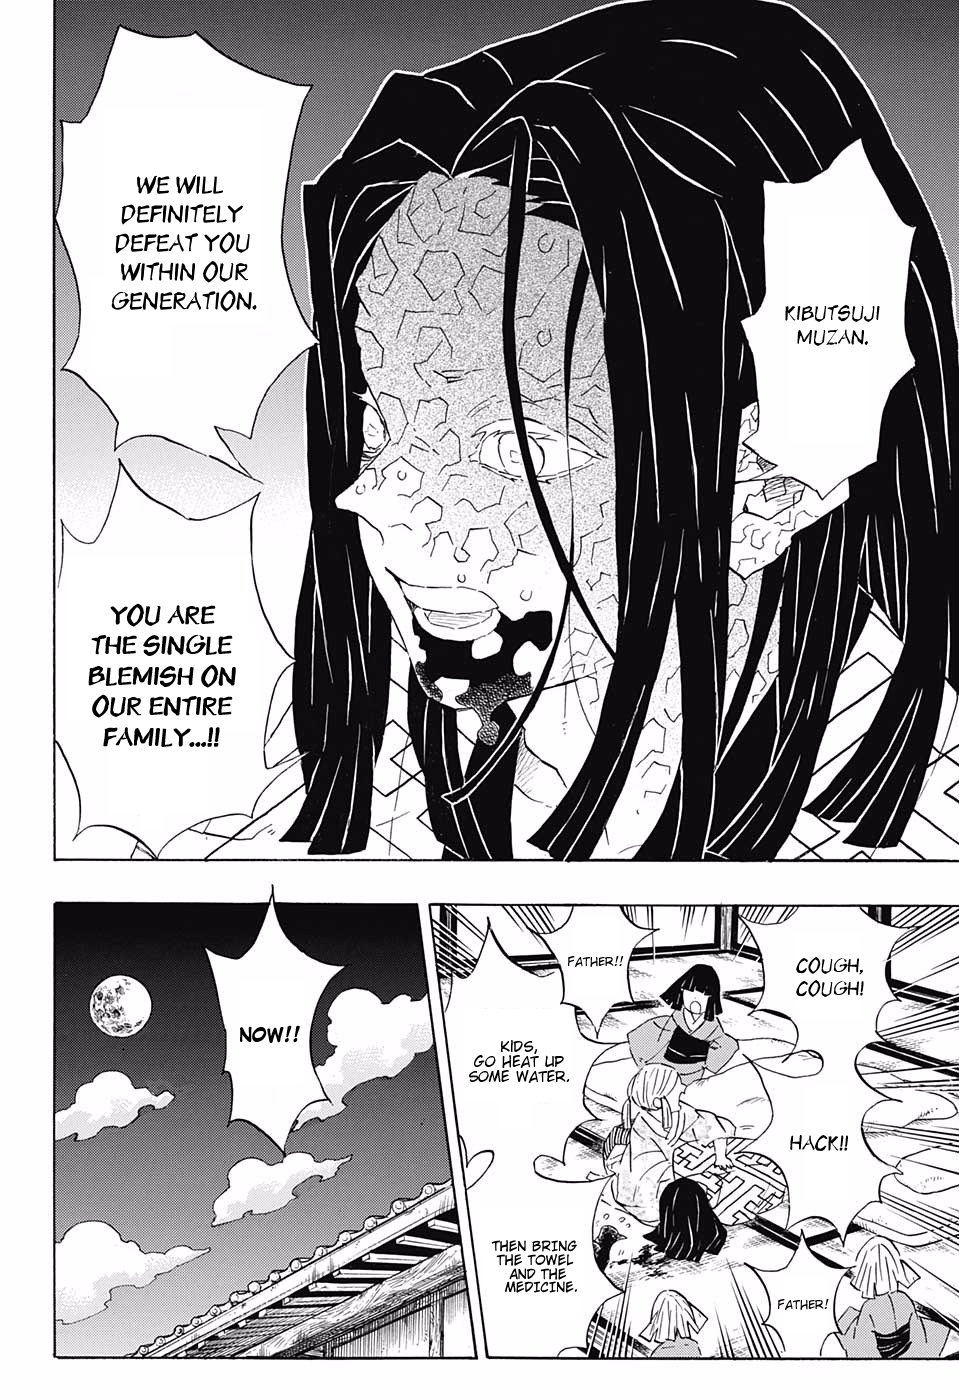 KIBUTSUJI
MUZAN.
WE WILL
DEFINITELY
DEFEAT YOU
WITHIN OUR
GENERATION.
YOU ARE
THE SINGLE
BLEMISH ON
OUR ENTIRE
FAMILY...!!
COUGH,
COUGH!
HACK!!
FATHER!!
FATHER!
KIDS,
GO HEAT UP
SOME WATER.
THEN BRING
THE TOWEL
AND THE
MEDICINE.
NOW!!